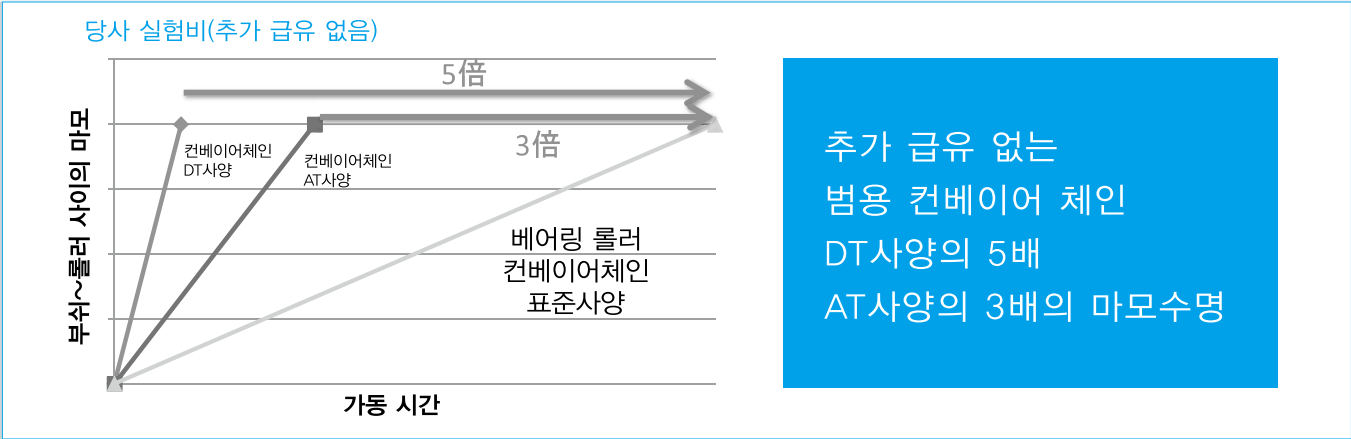 당사 실험비(추가 급유 없음)
5倍
3倍
컨베이어체인
DT사양
컨베이어체인
AT사양
부쉬~롤러 사이의 마모
베어링 롤러
컨베이어체인
표준사양
가동 시간
추가 급유 없는
범용 컨베이어 체인
DT사양의 5배
AT사양의 3배의 마모수명